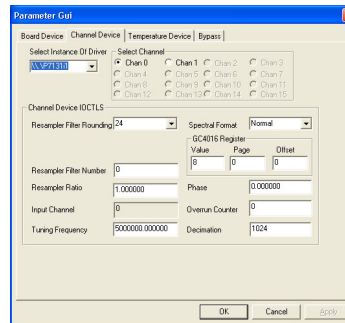 Parameter Gui
Board Device Channel Device Temperature Device Bypass
Select Instance Of Driver
\\.\P7131i1
Select Channel
Chan 0 Chan 1 Chan 2 Chan 3
Chan 4 Chan 5 Chan 6 Chan 7
Chan 8 Chan 9 Chan 10 Chan 11
Chan 12 Chan 13 Chan 14 Chan 15
Channel Device IOCTLS
Resampler Filter Rounding 24 Spectral Format Normal
GC4016 Register
Value Page Offset
8 0 0
Resampler Filter Number 0
Resampler Ratio 1.000000 Phase 0.000000
Input Channel 0 Overrun Counter 0
Tuning Frequency 5000000.000000 Decimation 1024
OK Cancel Apply